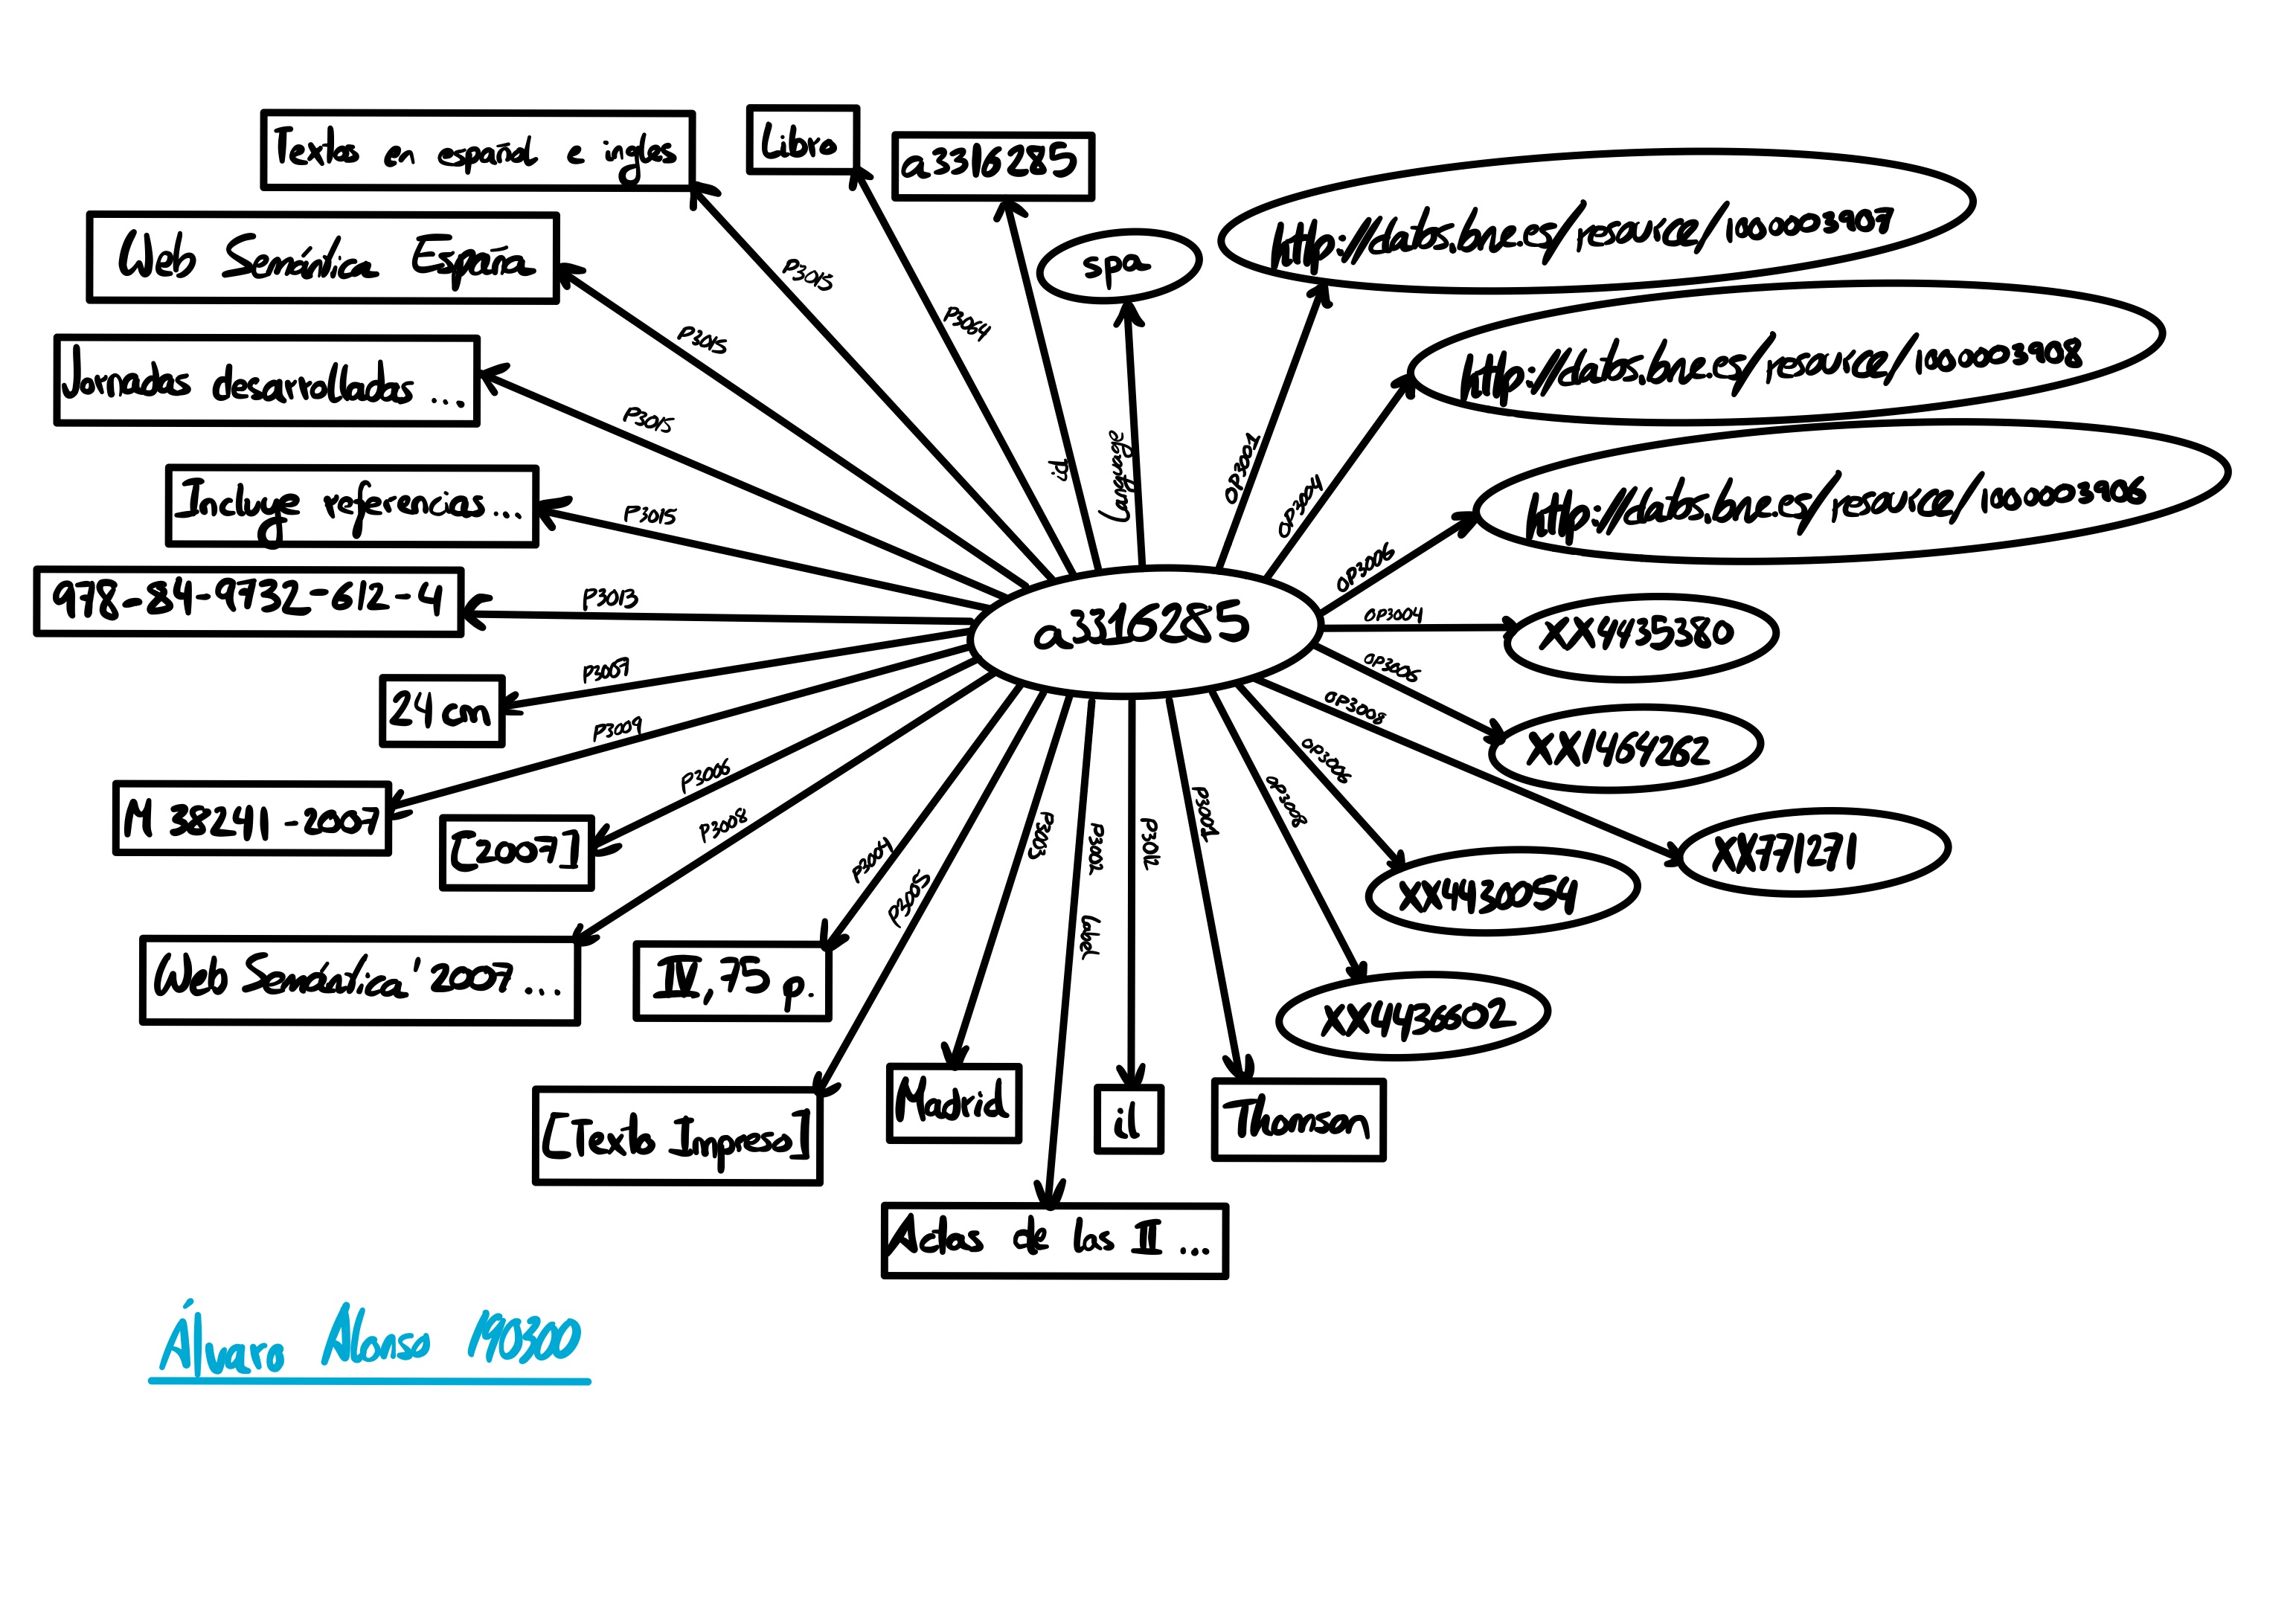 Textos en español e ingles
Libro
a3316285
spa
http://datos.bne.es/resource/1000003907
Web Semántica España
http://datos.bne.es/resource/1000003908
Jornadas desarrolladas ...
http://datos.bne.es/resource/1000003906
Incluye referencias...
978-84-9732-612-4
P3015
P3015
P3015
P3015
P3064
id
Language
OP3001
OP3004
OP3006
P3013
a3316285
OP3004
XX4435380
P3007
OP3006
XX1464262
24 cm
P3009
OP3008
XX771271
M 38241-2007
P3006
OP3006
XX4430054
[2007]
P3008
OP3008
XX4436602
Web Semántica' 2007...
P3004
IV, 75 p.
P3005
[Texto Impreso]
P3003
Madrid
P3002 label
Actas de las II ...
P3012
il
Thomson
Álvaro Alonso 190300